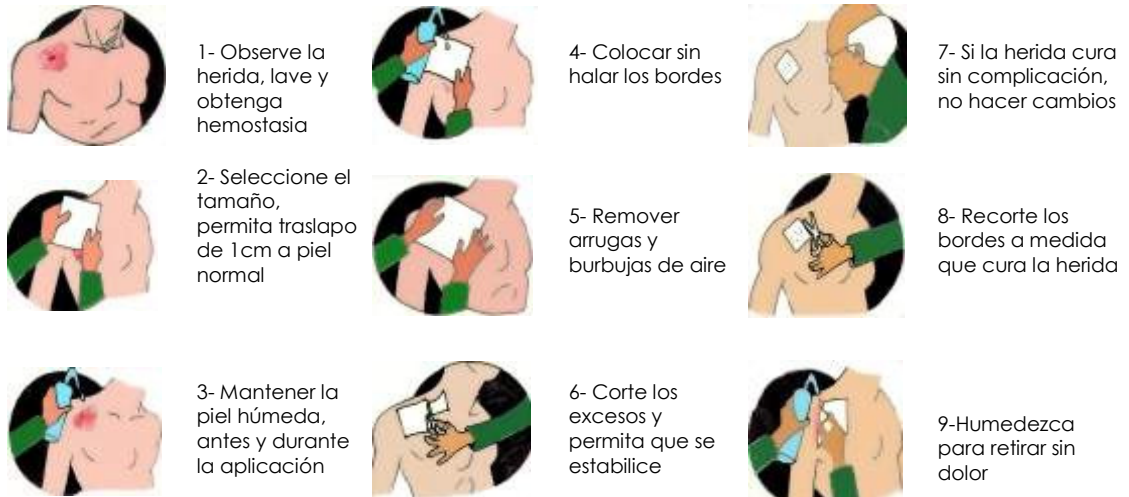 1- Observe la
herida, lave y
obtenga
hemostasia
2- Seleccione el
tamaño,
permita traslapo
de 1cm a piel
normal
3- Mantener la
piel húmeda,
antes y durante
la aplicación
4- Colocar sin
halar los bordes
5- Remover
arrugas y
burbujas de aire
6- Corte los
excesos y
permita que se
estabilice
7- Si la herida cura
sin complicación,
no hacer cambios
8- Recorte los
bordes a medida
que cura la herida
9-Humedezca
para retirar sin
dolor